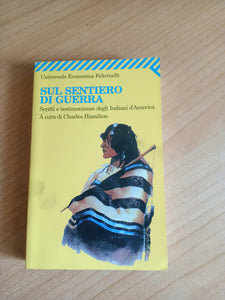 Universale Economica Feltrinelli
SUL SENTIERO
DI GUERRA
Scritti e testimonianze degli Indiani d'America
A cura di Charles Hamilton